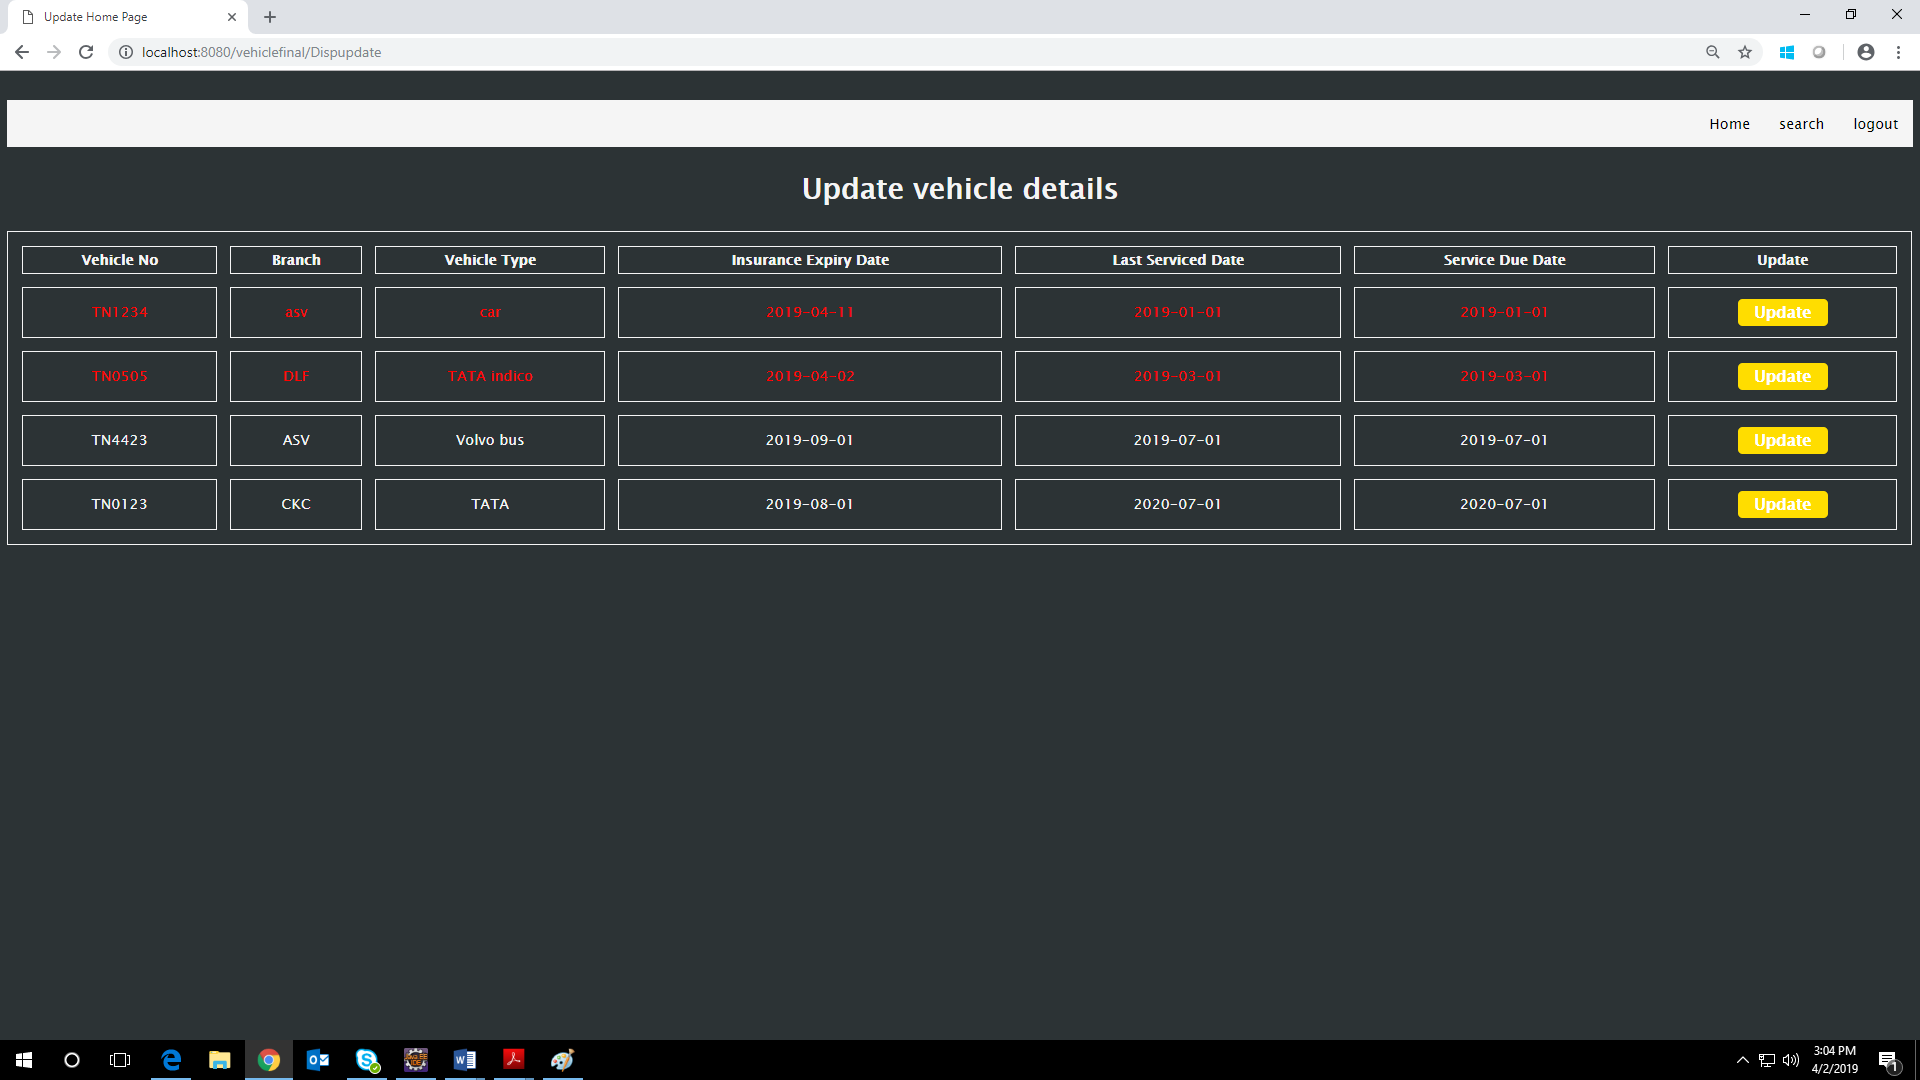 Update Home Page
localhost:8080/vehiclefinal/Dispupdate
Home search logout
Update vehicle details
Vehicle No Branch Vehicle Type Insurance Expiry Date Last Serviced Date Service Due Date Update
TN1234 asv car 2019-04-11 2019-01-01 2019-01-01 Update
TN0505 DLF TATA indico 2019-04-02 2019-03-01 2019-03-01 Update
TN4423 ASV Volvo bus 2019-09-01 2019-07-01 2019-07-01 Update
TN0123 CKC TATA 2019-08-01 2020-07-01 2020-07-01 Update
3:04 PM
4/2/2019
1